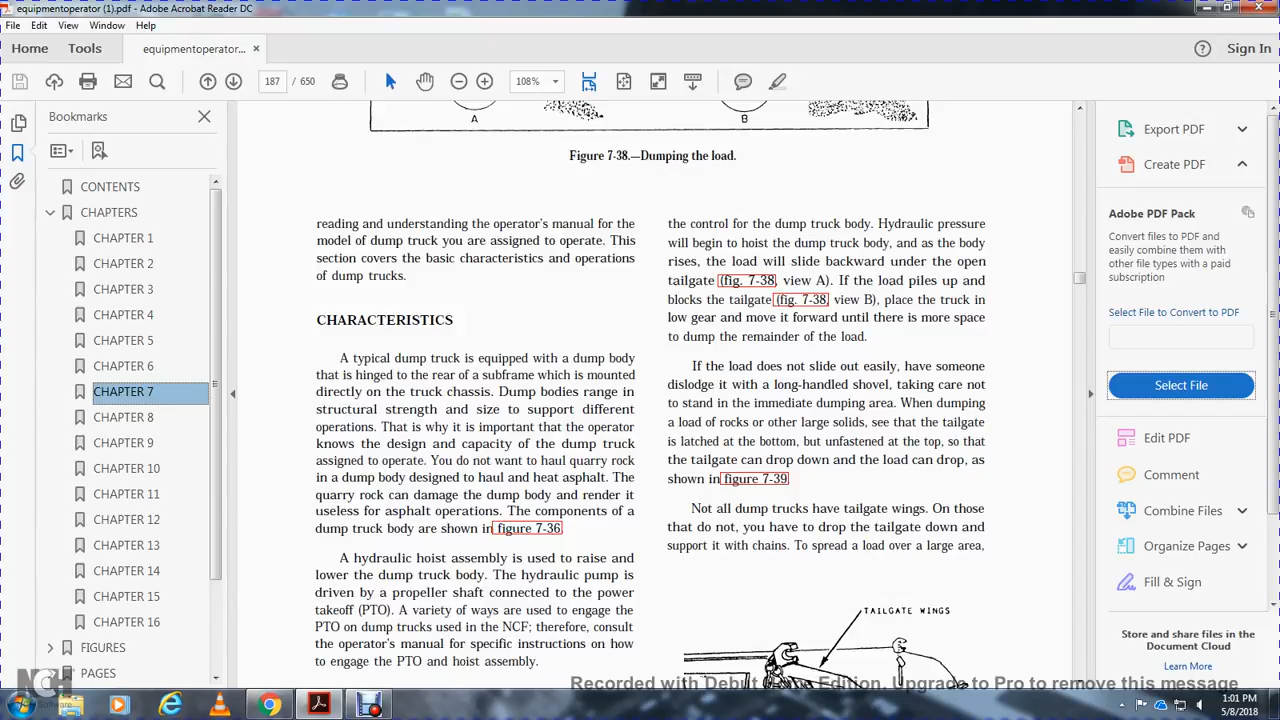 equipmentoperator (1).pdf - Adobe Acrobat Reader DC
File Edit View Window Help
Home Tools equipmentoperator... × ? Sign In
187 / 650 108%
Bookmarks
CONTENTS
CHAPTERS
CHAPTER 1
CHAPTER 2
CHAPTER 3
CHAPTER 4
CHAPTER 5
CHAPTER 6
CHAPTER 7
CHAPTER 8
CHAPTER 9
CHAPTER 10
CHAPTER 11
CHAPTER 12
CHAPTER 13
CHAPTER 14
CHAPTER 15
CHAPTER 16
FIGURES
PAGES
A B
Figure 7-38.—Dumping the load.
reading and understanding the operator's manual for the
model of dump truck you are assigned to operate. This
section covers the basic characteristics and operations
of dump trucks.
CHARACTERISTICS
A typical dump truck is equipped with a dump body
that is hinged to the rear of a subframe which is mounted
directly on the truck chassis. Dump bodies range in
structural strength and size to support different
operations. That is why it is important that the operator
knows the design and capacity of the dump truck
assigned to operate. You do not want to haul quarry rock
in a dump body designed to haul and heat asphalt. The
quarry rock can damage the dump body and render it
useless for asphalt operations. The components of a
dump truck body are shown in figure 7-36.
A hydraulic hoist assembly is used to raise and
lower the dump truck body. The hydraulic pump is
driven by a propeller shaft connected to the power
takeoff (PTO). A variety of ways are used to engage the
PTO on dump trucks used in the NCF; therefore, consult
the operator's manual for specific instructions on how
to engage the PTO and hoist assembly.
the control for the dump truck body. Hydraulic pressure
will begin to hoist the dump truck body, and as the body
rises, the load will slide backward under the open
tailgate (fig. 7-38, view A). If the load piles up and
blocks the tailgate (fig. 7-38, view B), place the truck in
low gear and move it forward until there is more space
to dump the remainder of the load.
If the load does not slide out easily, have someone
dislodge it with a long-handled shovel, taking care not
to stand in the immediate dumping area. When dumping
a load of rocks or other large solids, see that the tailgate
is latched at the bottom, but unfastened at the top, so that
the tailgate can drop down and the load can drop, as
shown in figure 7-39
Not all dump trucks have tailgate wings. On those
that do not, you have to drop the tailgate down and
support it with chains. To spread a load over a large area,
TAILGATE WINGS
Export PDF
Create PDF
Adobe PDF Pack
Convert files to PDF and
easily combine them with
other file types with a paid
subscription
Select File to Convert to PDF
Select File
Edit PDF
Comment
Combine Files
Organize Pages
Fill & Sign
Store and share files in the
Document Cloud
Learn More
NCH Software
Recorded with Debut Edition. Upgrade to Pro to remove this message
1:01 PM
5/8/2018